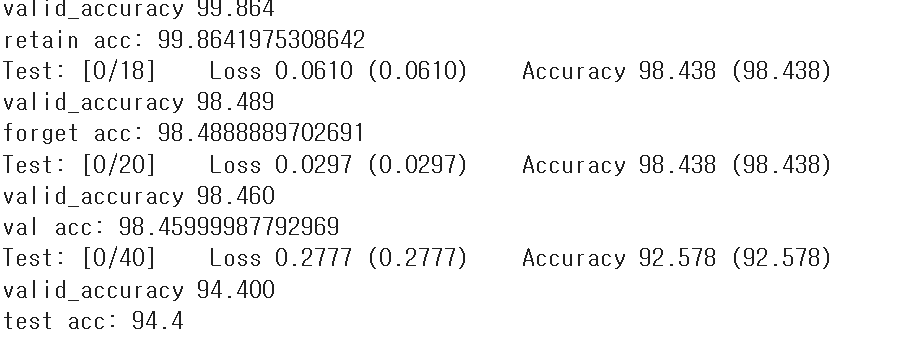 valid_accuracy 99.864
retain acc: 99.8641975308642
Test: [0/18]    Loss 0.0610 (0.0610)    Accuracy 98.438 (98.438)
valid_accuracy 98.489
forget acc: 98.4888889702691
Test: [0/20]    Loss 0.0297 (0.0297)    Accuracy 98.438 (98.438)
valid_accuracy 98.460
val acc: 98.45999987792969
Test: [0/40]    Loss 0.2777 (0.2777)    Accuracy 92.578 (92.578)
valid_accuracy 94.400
test acc: 94.4